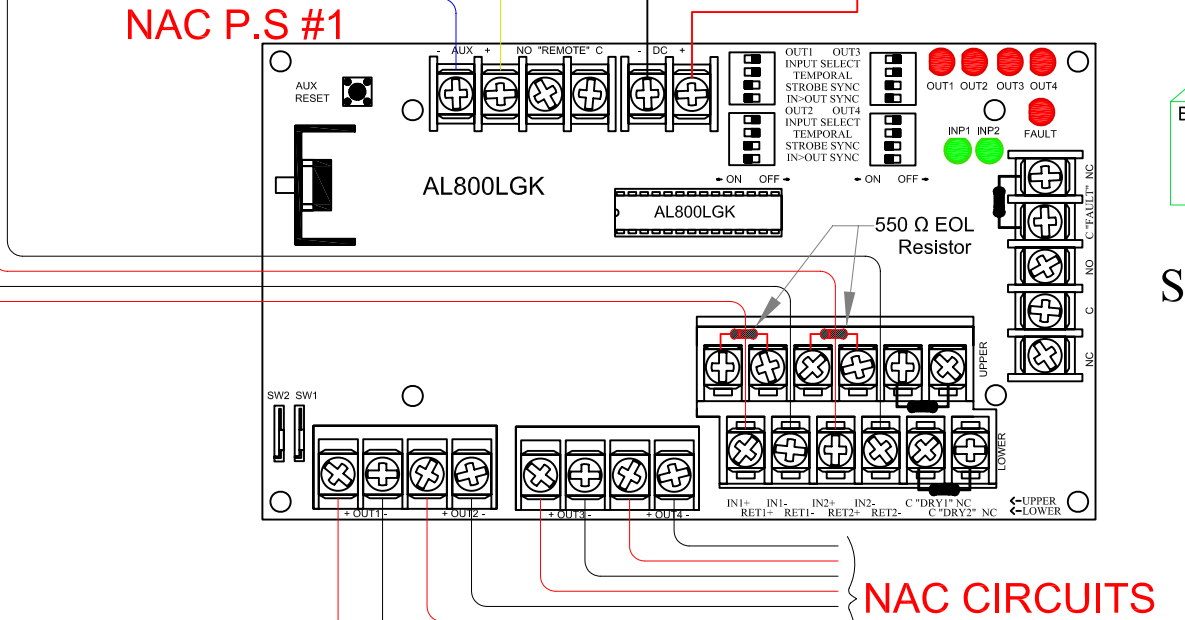 NAC P.S #1
- AUX + NO "REMOTE" C - DC +
AUX
RESET
OUT1 OUT3
INPUT SELECT
TEMPORAL
STROBE SYNC
IN>OUT SYNC
OUT2 OUT4
INPUT SELECT
TEMPORAL
STROBE SYNC
IN>OUT SYNC
ON OFF
ON OFF
OUT1 OUT2 OUT3 OUT4
FAULT
INP1 INP2
E
AL800LGK
AL800LGK
NC
C "FAULT"
NO
C
NC
550 Ω EOL
Resistor
S
UPPER
LOWER
SW2 SW1
+ OUT1 - + OUT2 -
+ OUT3 - + OUT4 -
IN1+ IN1- IN2+ IN2- C "DRY1" NC
RET1+ RET1- RET2+ RET2- C "DRY2" NC
UPPER
LOWER
NAC CIRCUITS